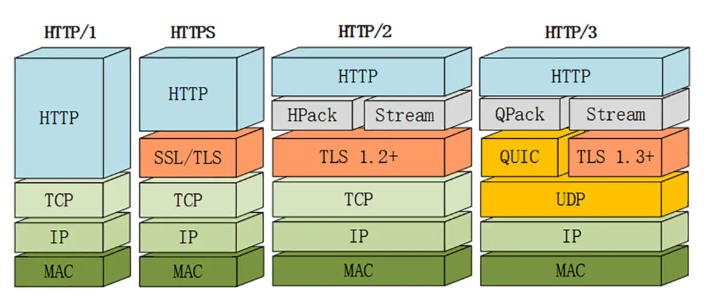 HTTP/1 HTTPS HTTP/2 HTTP/3
HTTP HTTP HTTP HTTP
HPack Stream QPack Stream
SSL/TLS TLS 1.2+ QUIC TLS 1.3+
TCP TCP TCP UDP
IP IP IP IP
MAC MAC MAC MAC